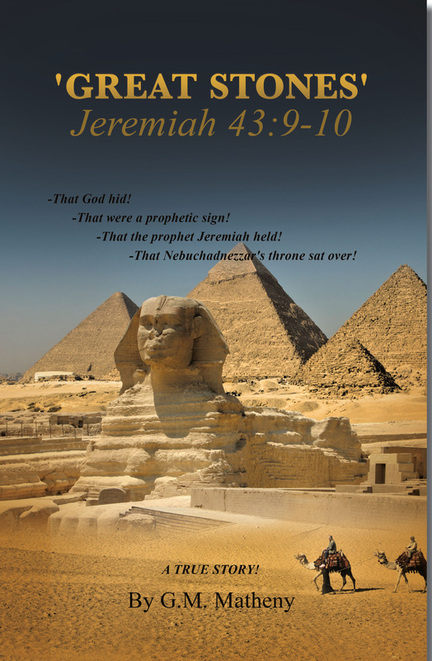 'GREAT STONES'
Jeremiah 43:9-10
-That God hid!
-That were a prophetic sign!
-That the prophet Jeremiah held!
-That Nebuchadnezzar's throne sat over!
A TRUE STORY!
By G.M. Matheny